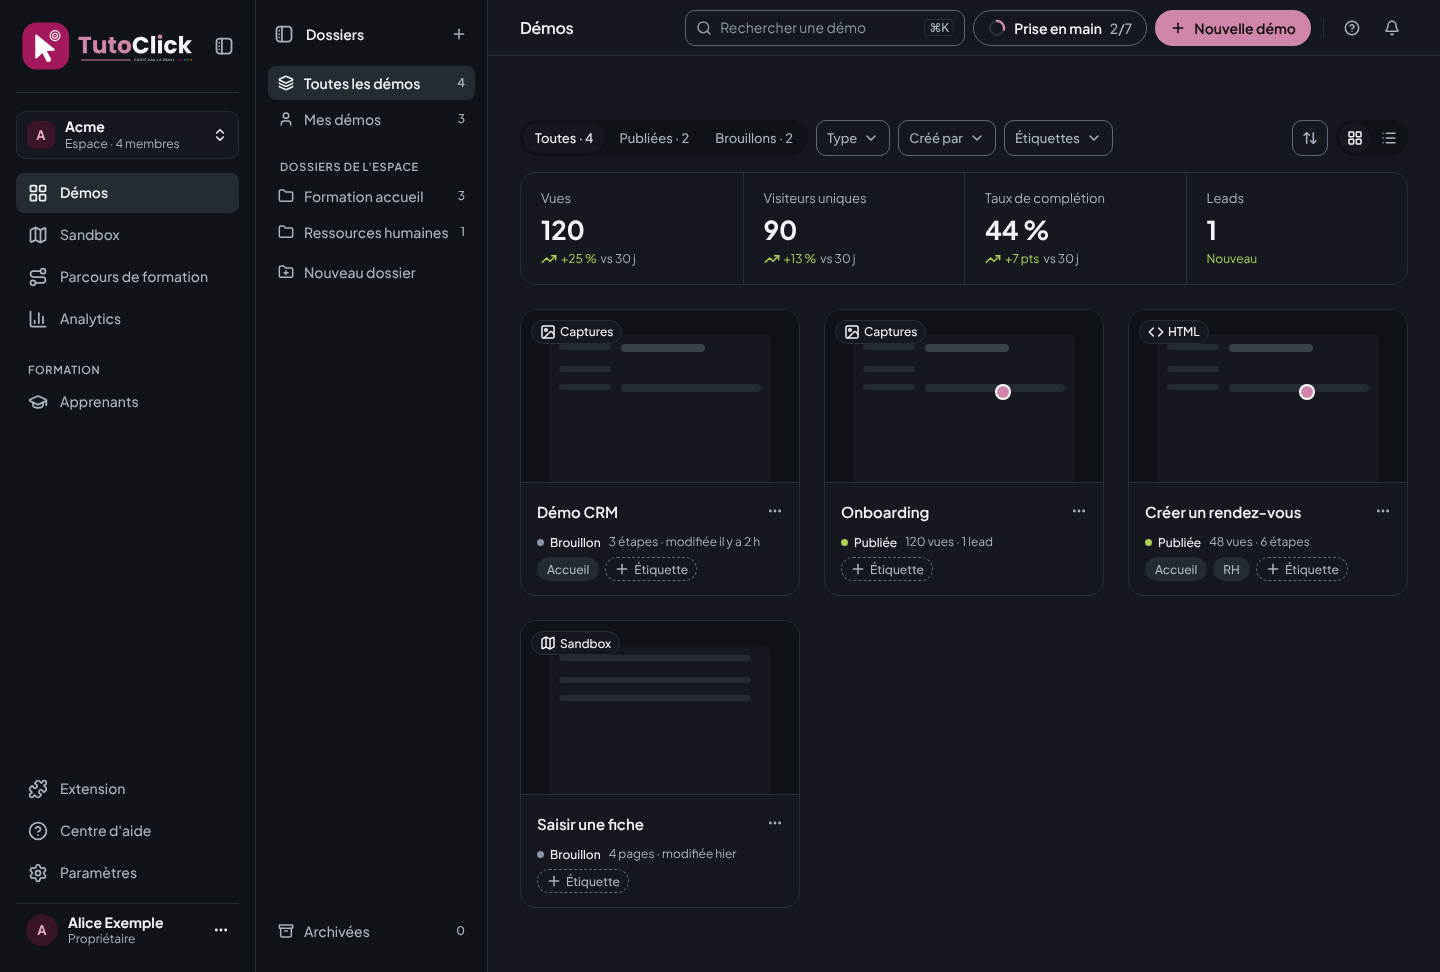 TutoClick
Acme
A
Espace · 4 membres
Démos
Sandbox
Parcours de formation
Analytics
FORMATION
Apprenants
Extension
Centre d'aide
Paramètres
A
Alice Exemple
Propriétaire
Dossiers
Toutes les démos 4
Mes démos 3
DOSSIERS DE L'ESPACE
Formation accueil 3
Ressources humaines 1
Nouveau dossier
Archivées 0
Démos
Rechercher une démo ⌘K
Prise en main 2/7
Nouvelle démo
Toutes · 4 Publiées · 2 Brouillons · 2 Type Créé par Étiquettes
Vues
120
+25 % vs 30 j
Visiteurs uniques
90
+13 % vs 30 j
Taux de complétion
44 %
+7 pts vs 30 j
Leads
1
Nouveau
Captures
Démo CRM
Brouillon 3 étapes · modifiée il y a 2 h
Accueil + Étiquette
Captures
Onboarding
Publiée 120 vues · 1 lead
+ Étiquette
HTML
Créer un rendez-vous
Publiée 48 vues · 6 étapes
Accueil RH + Étiquette
Sandbox
Saisir une fiche
Brouillon 4 pages · modifiée hier
+ Étiquette